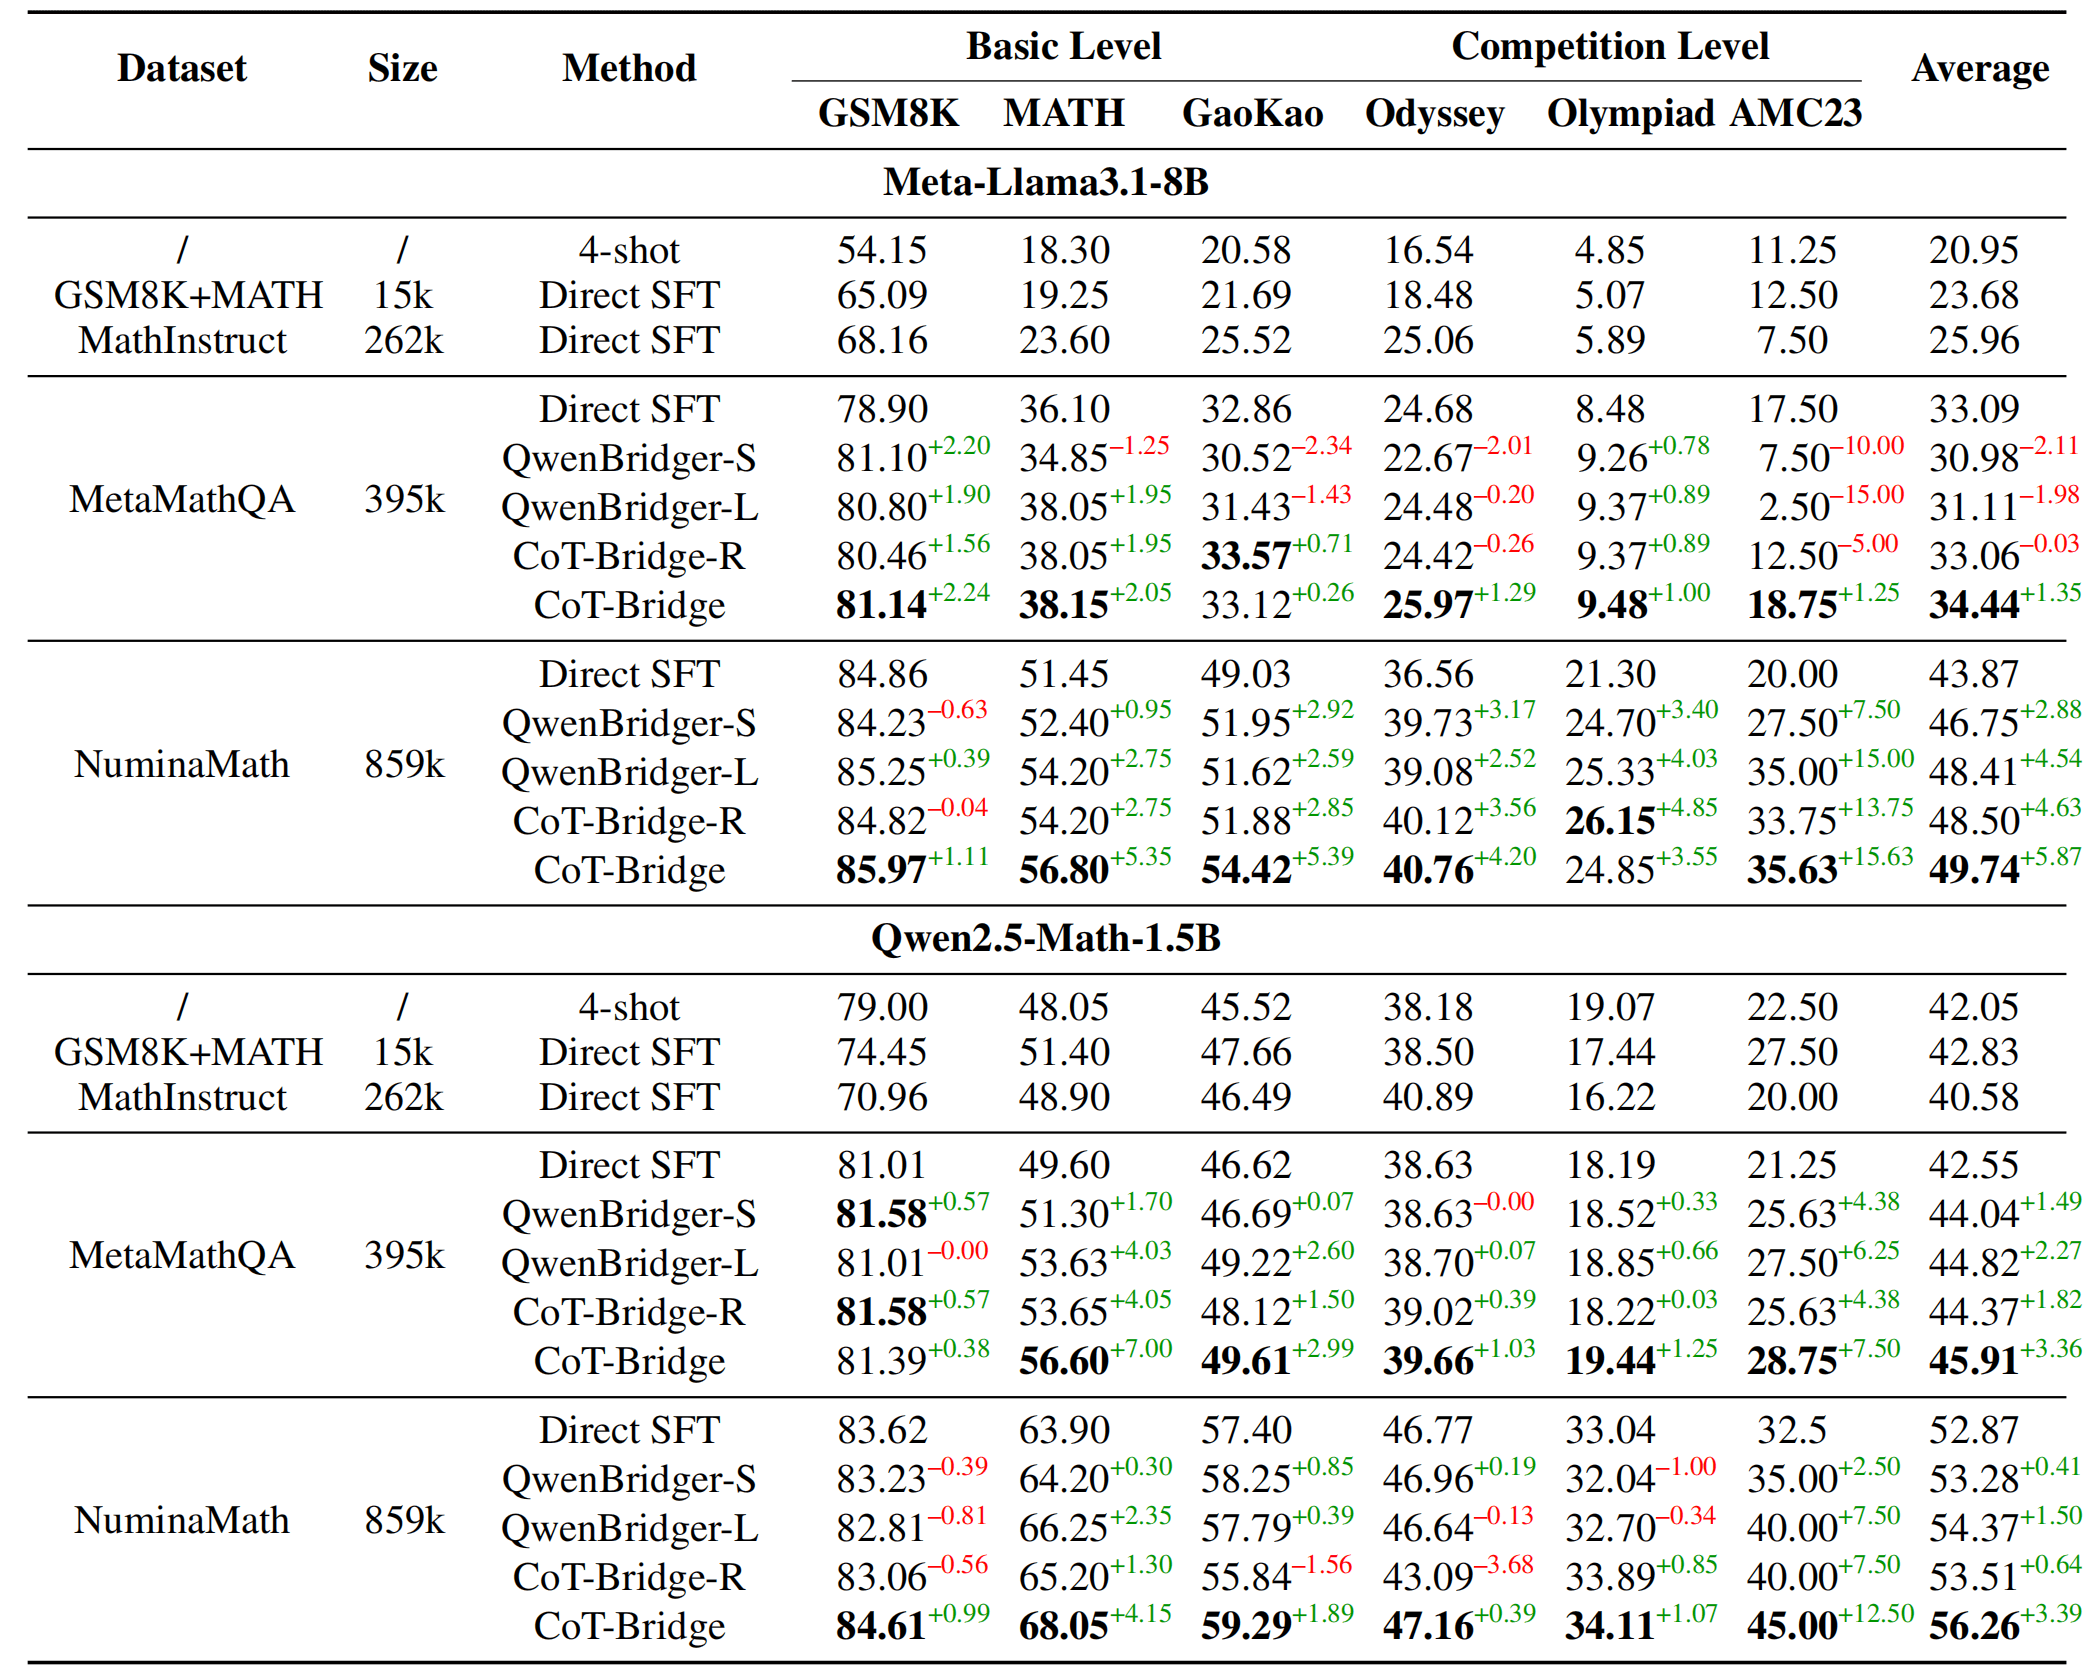 Dataset Size Method Basic Level Competition Level Average
GSM8K MATH GaoKao Odyssey Olympiad AMC23
Meta-Llama3.1-8B
/ / 4-shot 54.15 18.30 20.58 16.54 4.85 11.25 20.95
GSM8K+MATH 15k Direct SFT 65.09 19.25 21.69 18.48 5.07 12.50 23.68
MathInstruct 262k Direct SFT 68.16 23.60 25.52 25.06 5.89 7.50 25.96
MetaMathQA 395k Direct SFT 78.90 36.10 32.86 24.68 8.48 17.50 33.09
QwenBridger-S 81.10+2.20 34.85–1.25 30.52–2.34 22.67–2.01 9.26+0.78 7.50–10.00 30.98–2.11
QwenBridger-L 80.80+1.90 38.05+1.95 31.43–1.43 24.48–0.20 9.37+0.89 2.50–15.00 31.11–1.98
CoT-Bridge-R 80.46+1.56 38.05+1.95 33.57+0.71 24.42–0.26 9.37+0.89 12.50–5.00 33.06–0.03
CoT-Bridge 81.14+2.24 38.15+2.05 33.12+0.26 25.97+1.29 9.48+1.00 18.75+1.25 34.44+1.35
NuminaMath 859k Direct SFT 84.86 51.45 49.03 36.56 21.30 20.00 43.87
QwenBridger-S 84.23–0.63 52.40+0.95 51.95+2.92 39.73+3.17 24.70+3.40 27.50+7.50 46.75+2.88
QwenBridger-L 85.25+0.39 54.20+2.75 51.62+2.59 39.08+2.52 25.33+4.03 35.00+15.00 48.41+4.54
CoT-Bridge-R 84.82–0.04 54.20+2.75 51.88+2.85 40.12+3.56 26.15+4.85 33.75+13.75 48.50+4.63
CoT-Bridge 85.97+1.11 56.80+5.35 54.42+5.39 40.76+4.20 24.85+3.55 35.63+15.63 49.74+5.87
Qwen2.5-Math-1.5B
/ / 4-shot 79.00 48.05 45.52 38.18 19.07 22.50 42.05
GSM8K+MATH 15k Direct SFT 74.45 51.40 47.66 38.50 17.44 27.50 42.83
MathInstruct 262k Direct SFT 70.96 48.90 46.49 40.89 16.22 20.00 40.58
MetaMathQA 395k Direct SFT 81.01 49.60 46.62 38.63 18.19 21.25 42.55
QwenBridger-S 81.58+0.57 51.30+1.70 46.69+0.07 38.63–0.00 18.52+0.33 25.63+4.38 44.04+1.49
QwenBridger-L 81.01–0.00 53.63+4.03 49.22+2.60 38.70+0.07 18.85+0.66 27.50+6.25 44.82+2.27
CoT-Bridge-R 81.58+0.57 53.65+4.05 48.12+1.50 39.02+0.39 18.22+0.03 25.63+4.38 44.37+1.82
CoT-Bridge 81.39+0.38 56.60+7.00 49.61+2.99 39.66+1.03 19.44+1.25 28.75+7.50 45.91+3.36
NuminaMath 859k Direct SFT 83.62 63.90 57.40 46.77 33.04 32.5 52.87
QwenBridger-S 83.23–0.39 64.20+0.30 58.25+0.85 46.96+0.19 32.04–1.00 35.00+2.50 53.28+0.41
QwenBridger-L 82.81–0.81 66.25+2.35 57.79+0.39 46.64–0.13 32.70–0.34 40.00+7.50 54.37+1.50
CoT-Bridge-R 83.06–0.56 65.20+1.30 55.84–1.56 43.09–3.68 33.89+0.85 40.00+7.50 53.51+0.64
CoT-Bridge 84.61+0.99 68.05+4.15 59.29+1.89 47.16+0.39 34.11+1.07 45.00+12.50 56.26+3.39